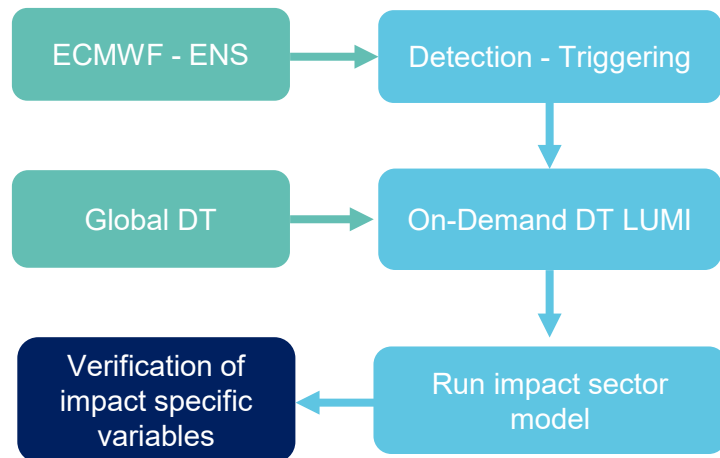 ECMWF - ENS
Detection - Triggering
Global DT
On-Demand DT LUMI
Verification of
impact specific
variables
Run impact sector
model